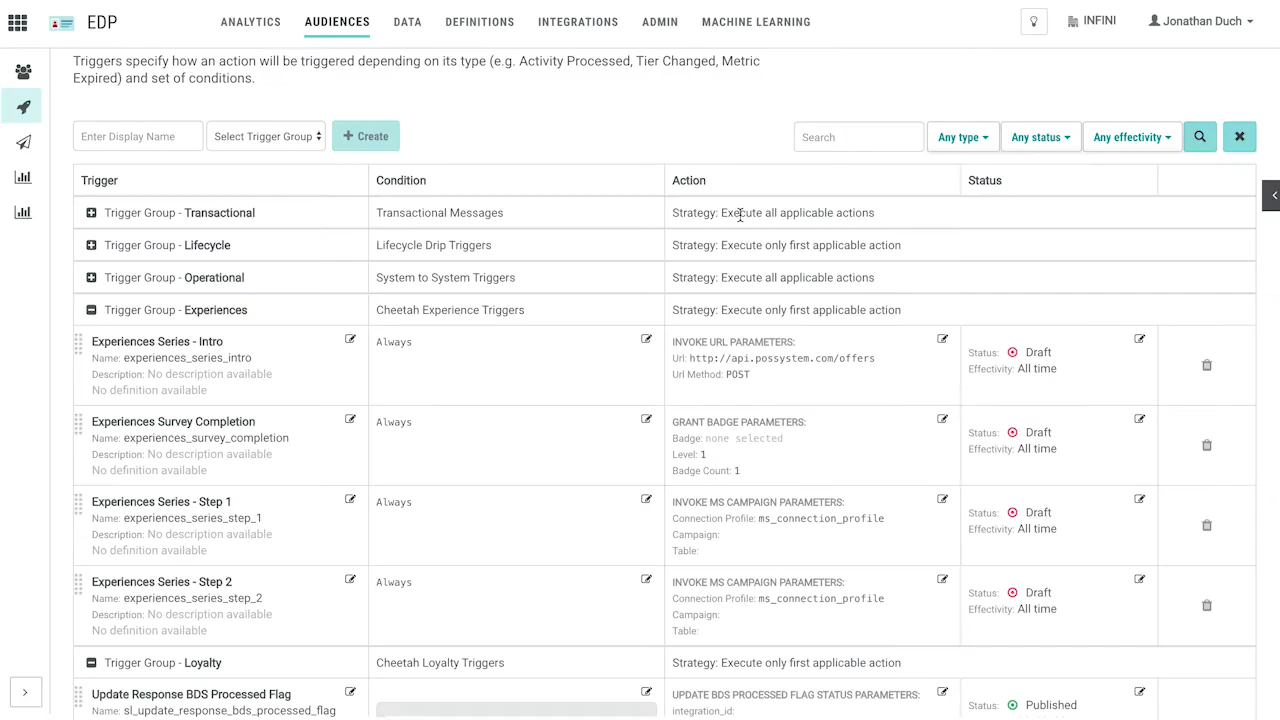 EDP
ANALYTICS AUDIENCES DATA DEFINITIONS INTEGRATIONS ADMIN MACHINE LEARNING
INFINI
Jonathan Duch
Triggers specify how an action will be triggered depending on its type (e.g. Activity Processed, Tier Changed, Metric
Expired) and set of conditions.
Enter Display Name Select Trigger Group + Create Search Any type Any status Any effectivity
Trigger Condition Action Status
Trigger Group - Transactional Transactional Messages Strategy: Execute all applicable actions
Trigger Group - Lifecycle Lifecycle Drip Triggers Strategy: Execute only first applicable action
Trigger Group - Operational System to System Triggers Strategy: Execute all applicable actions
Trigger Group - Experiences Cheetah Experience Triggers Strategy: Execute only first applicable action
Experiences Series - Intro
Name: experiences_series_intro
Description: No description available
No definition available
Always
INVOKE URL PARAMETERS:
Url: http://api.possystem.com/offers
Url Method: POST
Status: Draft
Effectivity: All time
Experiences Survey Completion
Name: experiences_survey_completion
Description: No description available
No definition available
Always
GRANT BADGE PARAMETERS:
Badge: none selected
Level: 1
Badge Count: 1
Status: Draft
Effectivity: All time
Experiences Series - Step 1
Name: experiences_series_step_1
Description: No description available
No definition available
Always
INVOKE MS CAMPAIGN PARAMETERS:
Connection Profile: ms_connection_profile
Campaign:
Table:
Status: Draft
Effectivity: All time
Experiences Series - Step 2
Name: experiences_series_step_2
Description: No description available
No definition available
Always
INVOKE MS CAMPAIGN PARAMETERS:
Connection Profile: ms_connection_profile
Campaign:
Table:
Status: Draft
Effectivity: All time
Trigger Group - Loyalty Cheetah Loyalty Triggers Strategy: Execute only first applicable action
Update Response BDS Processed Flag
Name: sl_update_response_bds_processed_flag
UPDATE BDS PROCESSED FLAG STATUS PARAMETERS:
integration_id:
Status: Published